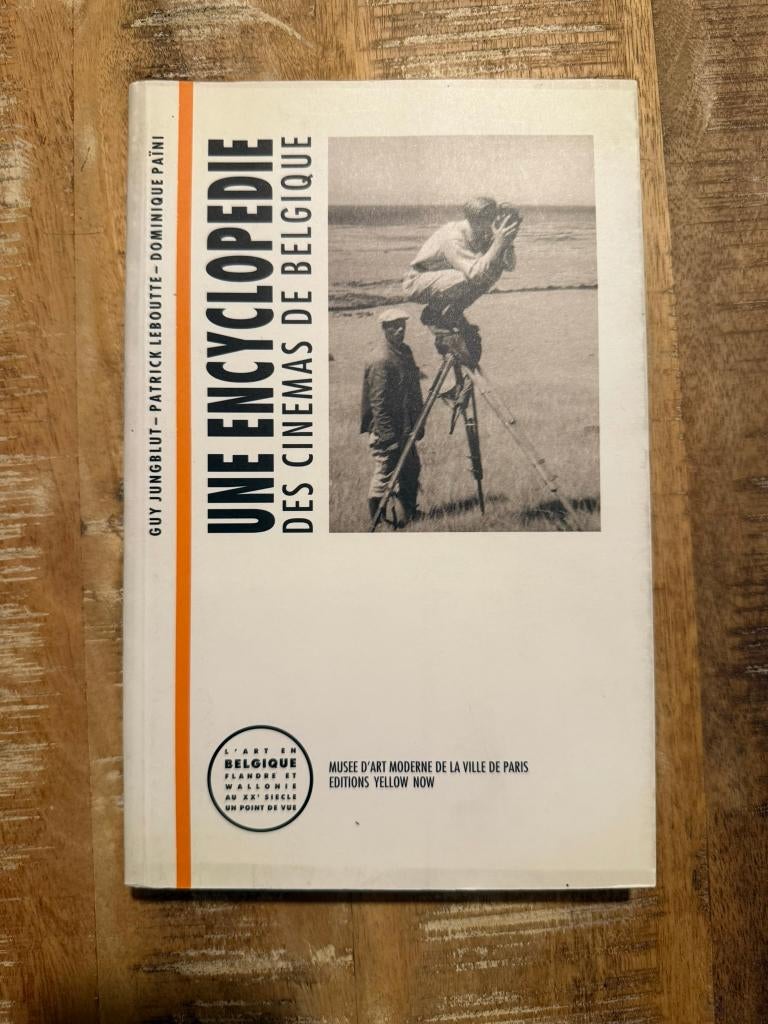 GUY JUNGBLUT – PATRICK LEBOUTTE – DOMINIQUE PAÏNI
UNE ENCYCLOPEDIE
DES CINEMAS DE BELGIQUE
L'ART EN
BELGIQUE
FLANDRE ET
WALLONIE
AU XXᵉ SIECLE
UN POINT DE VUE
MUSEE D'ART MODERNE DE LA VILLE DE PARIS
EDITIONS YELLOW NOW